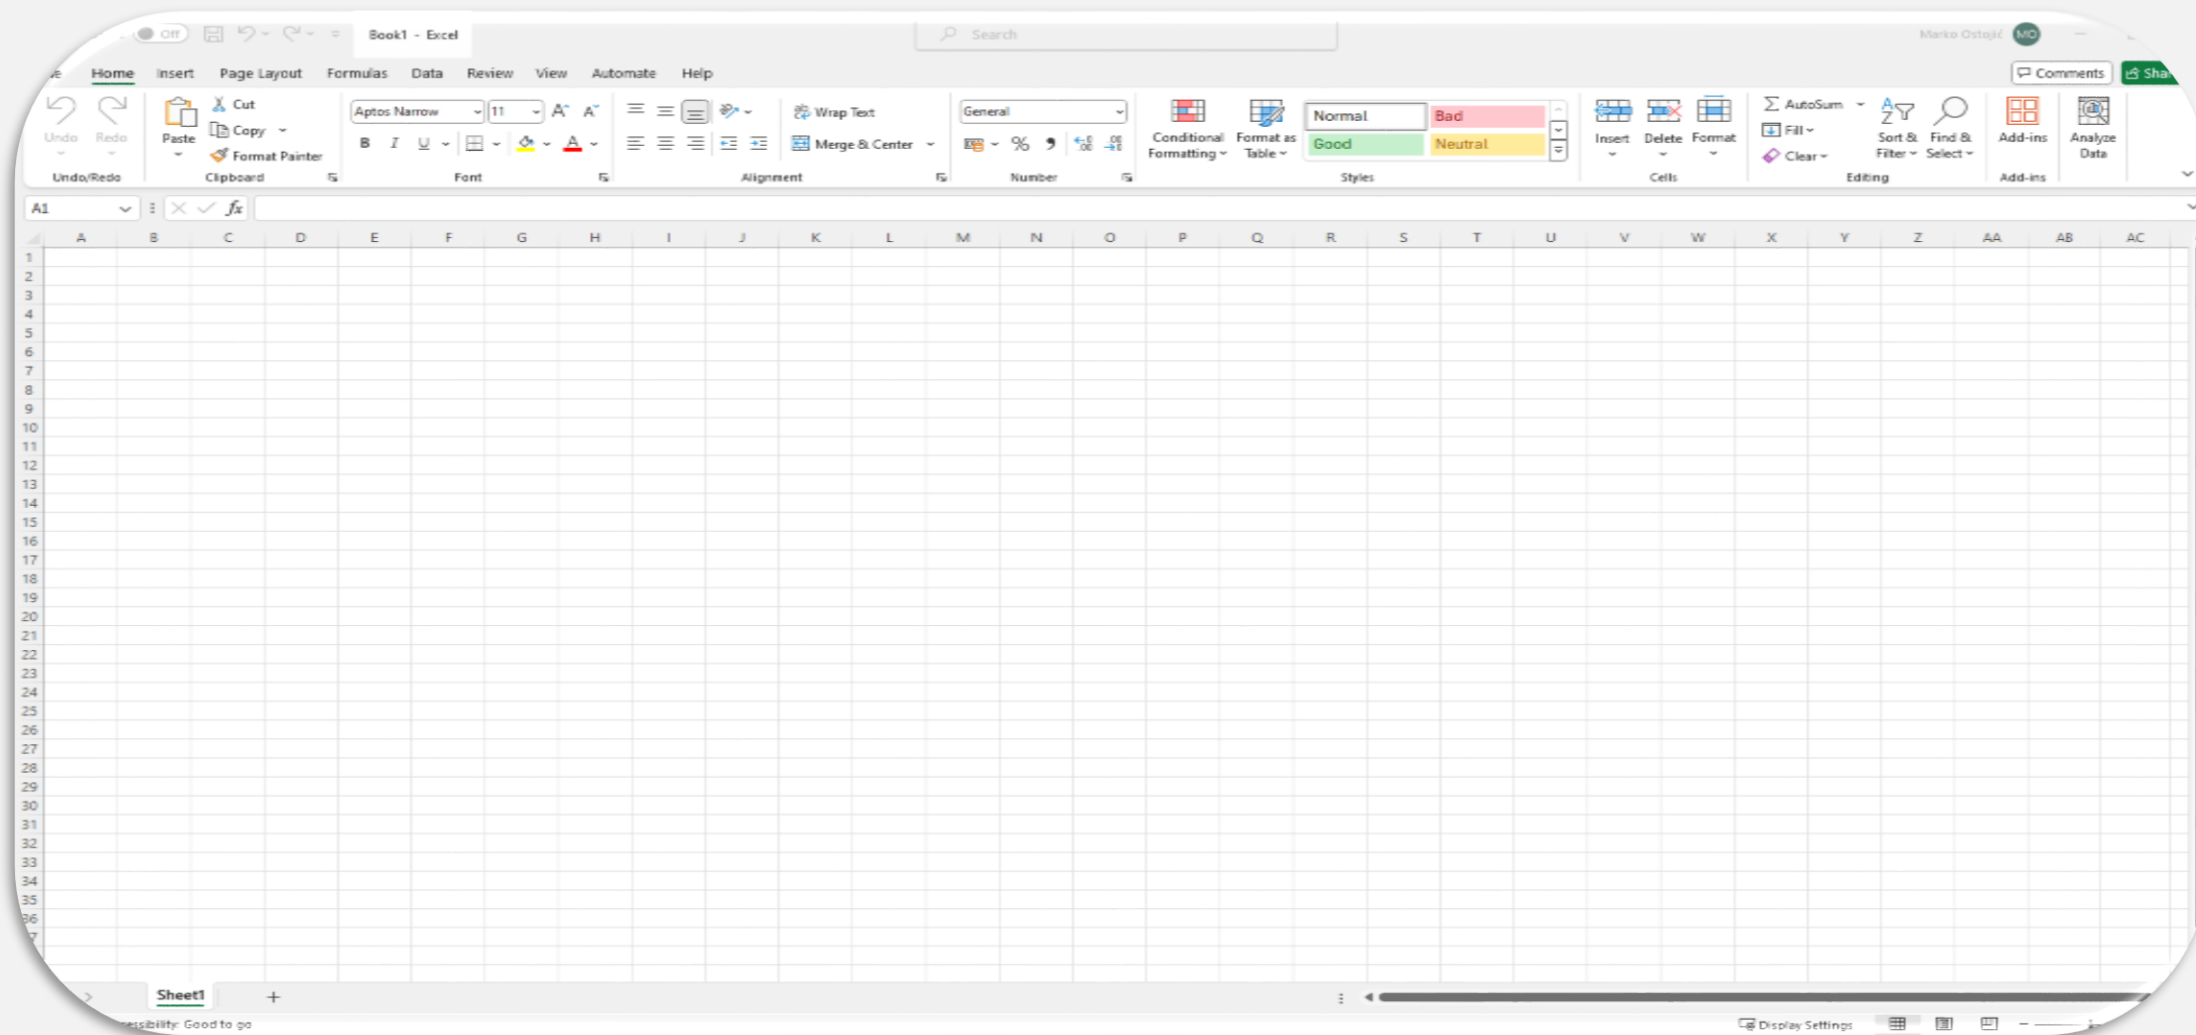 Off Book1 - Excel Search Marko Ostojić MO
Home Insert Page Layout Formulas Data Review View Automate Help Comments
Undo Redo Paste Cut Copy Format Painter
Undo/Redo Clipboard
Aptos Narrow 11 A A
B I U A
Font
Wrap Text
Merge & Center
Alignment
General
%
Number
Conditional Formatting
Format as Table
Normal Bad
Good Neutral
Styles
Insert Delete Format
Cells
AutoSum
Fill
Clear
Sort & Filter
Find & Select
Editing
Add-ins
Add-ins
Analyze Data
A1 fx
A B C D E F G H I J K L M N O P Q R S T U V W X Y Z AA AB AC
1
2
3
4
5
6
7
8
9
10
11
12
13
14
15
16
17
18
19
20
21
22
23
24
25
26
27
28
29
30
31
32
33
34
35
36
Sheet1 +
Good to go Display Settings